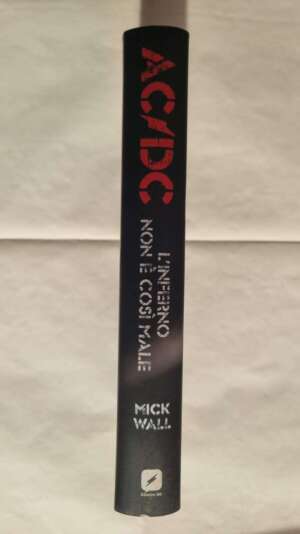 AC/DC
L'INFERNO
NON È COSÌ MALE
MICK
WALL